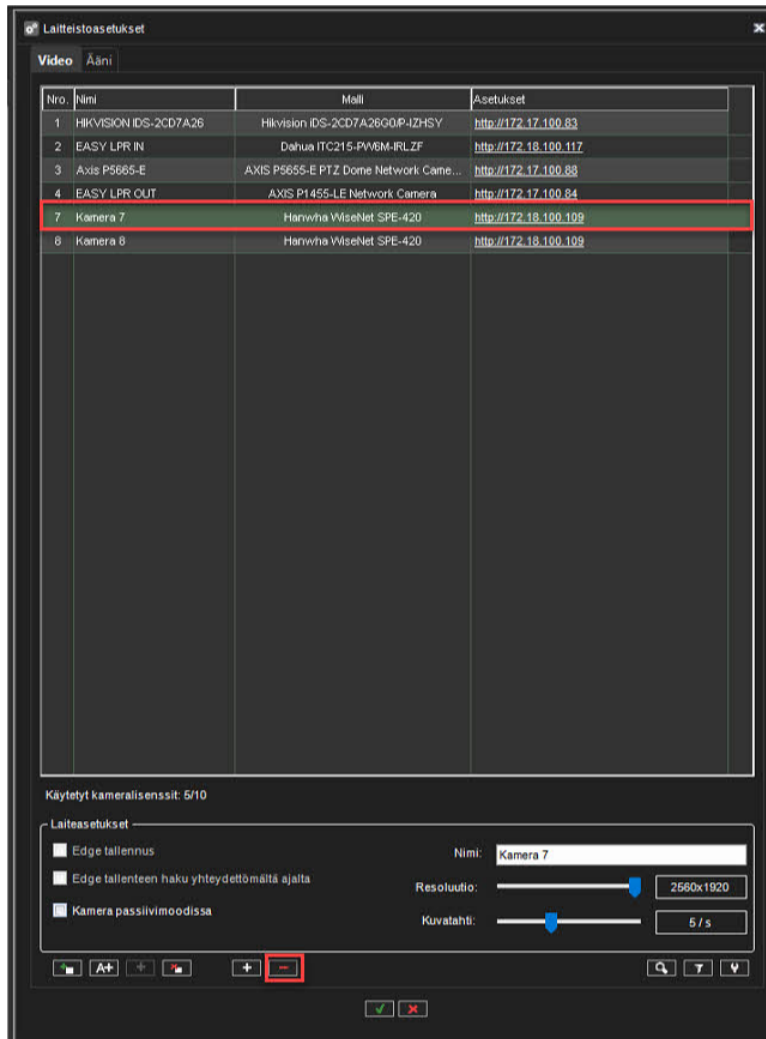 Laitteistoasetukset
Video Ääni
Nro. Nimi Malli Asetukset
1 HIKVISION IDS-2CD7A26 Hikvision iDS-2CD7A26G0/P-IZHSY http://172.17.100.83
2 EASY LPR IN Dahua ITC215-PW6M-IRLZF http://172.18.100.117
3 Axis P5665-E AXIS P5655-E PTZ Dome Network Came... http://172.17.100.88
4 EASY LPR OUT AXIS P1455-LE Network Camera http://172.17.100.84
7 Kamera 7 Hanwha WiseNet SPE-420 http://172.18.100.109
8 Kamera 8 Hanwha WiseNet SPE-420 http://172.18.100.109
Käytetyt kameralisenssit: 5/10
Laiteasetukset
Edge tallennus
Nimi: Kamera 7
Edge tallenteen haku yhteydettömältä ajalta
Resoluutio: 2560x1920
Kamera passiivimoodissa
Kuvatahti: 5 / s
A+